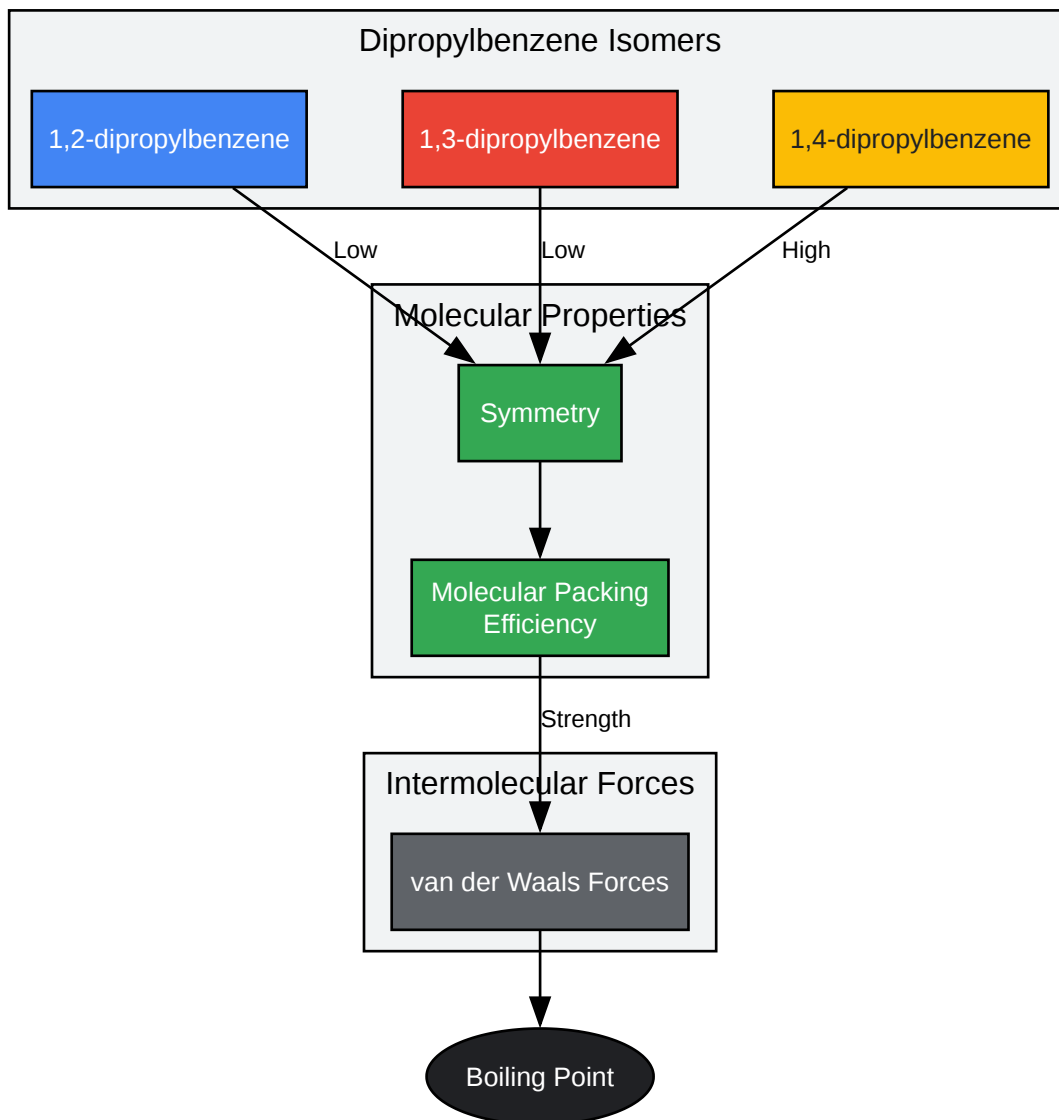 Dipropylbenzene Isomers
1,2-dipropylbenzene
1,3-dipropylbenzene
1,4-dipropylbenzene
Low
Low
High
Molecular Properties
Symmetry
Molecular Packing
Efficiency
Strength
Intermolecular Forces
van der Waals Forces
Boiling Point